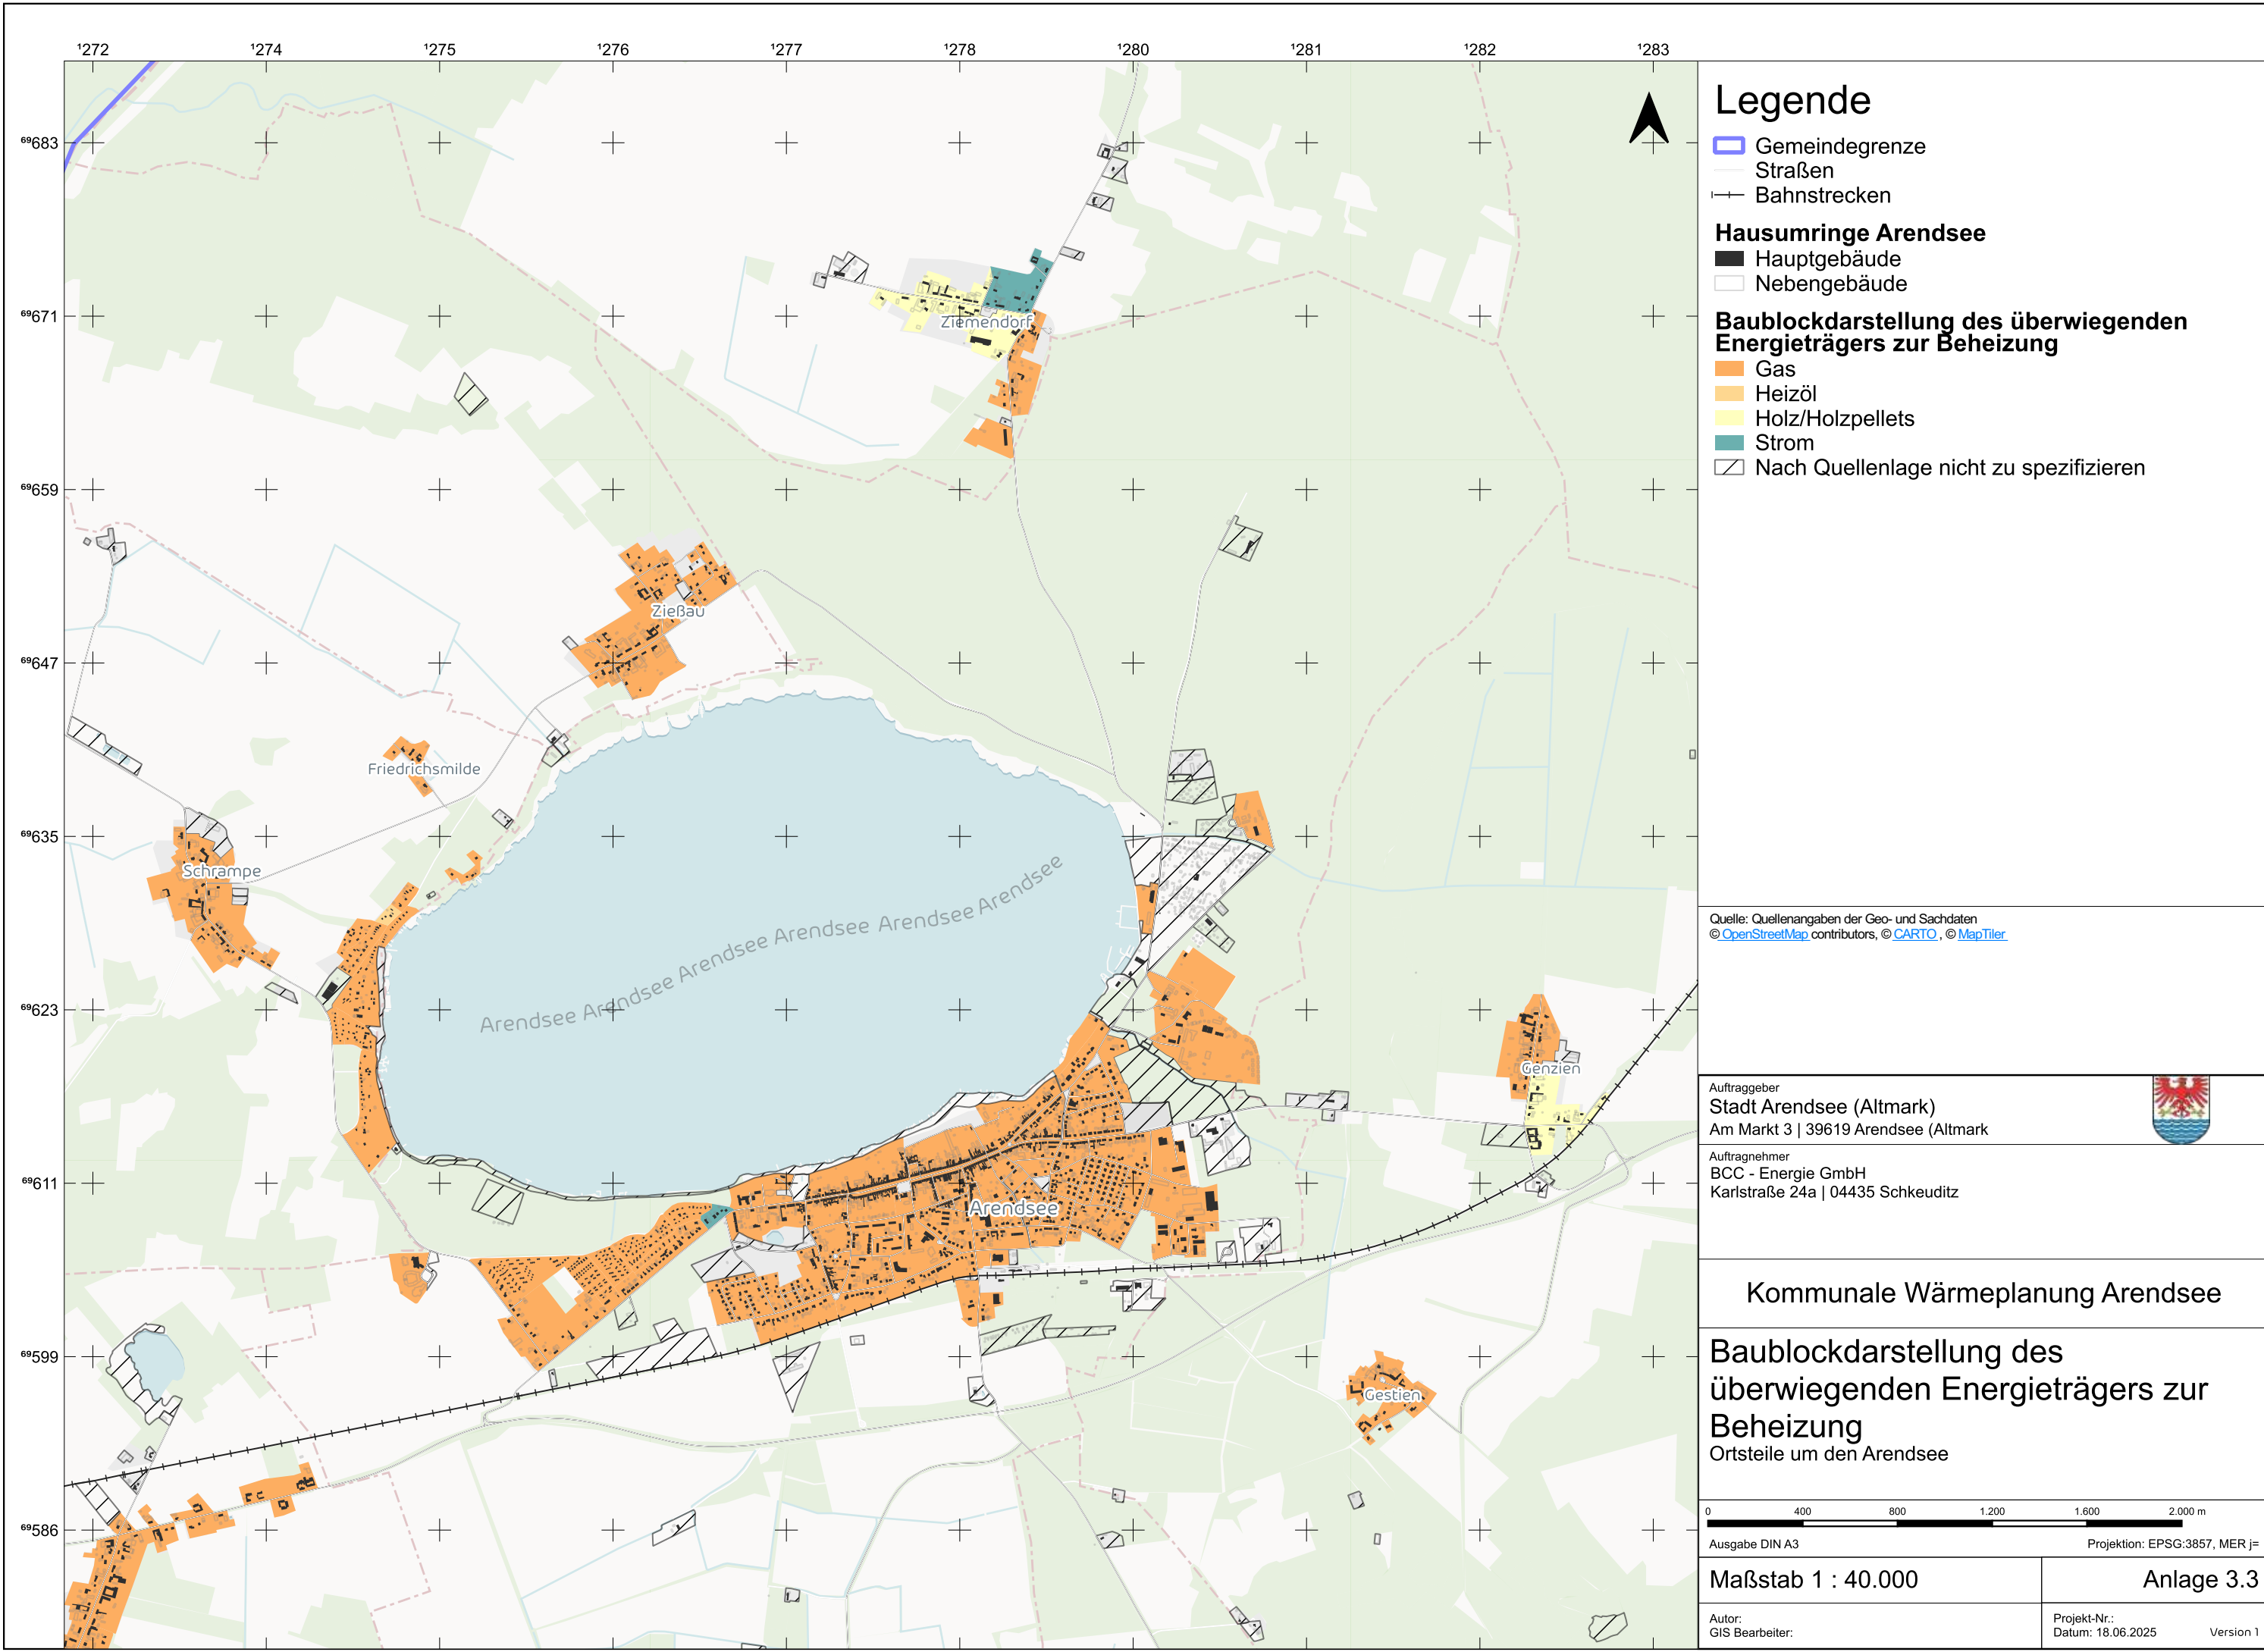 ¹272 ¹274 ¹275 ¹276 ¹277 ¹278 ¹280 ¹281 ¹282 ¹283
⁶⁹683
⁶⁹671
⁶⁹659
⁶⁹647
⁶⁹635
⁶⁹623
⁶⁹611
⁶⁹599
⁶⁹586
Ziemendorf
Zießau
Friedrichsmilde
Schrampe
Arendsee Arendsee Arendsee Arendsee Arendsee Arendsee
Genzien
Arendsee
Gestien
Legende
Gemeindegrenze
Straßen
Bahnstrecken
Hausumringe Arendsee
Hauptgebäude
Nebengebäude
Baublockdarstellung des überwiegenden
Energieträgers zur Beheizung
Gas
Heizöl
Holz/Holzpellets
Strom
Nach Quellenlage nicht zu spezifizieren
Quelle: Quellenangaben der Geo- und Sachdaten
© OpenStreetMap contributors, © CARTO , © MapTiler
Auftraggeber
Stadt Arendsee (Altmark)
Am Markt 3 | 39619 Arendsee (Altmark
Auftragnehmer
BCC - Energie GmbH
Karlstraße 24a | 04435 Schkeuditz
Kommunale Wärmeplanung Arendsee
Baublockdarstellung des
überwiegenden Energieträgers zur
Beheizung
Ortsteile um den Arendsee
0 400 800 1.200 1.600 2.000 m
Ausgabe DIN A3 Projektion: EPSG:3857, MER j=
Maßstab 1 : 40.000 Anlage 3.3
Autor: Projekt-Nr.:
GIS Bearbeiter: Datum: 18.06.2025 Version 1